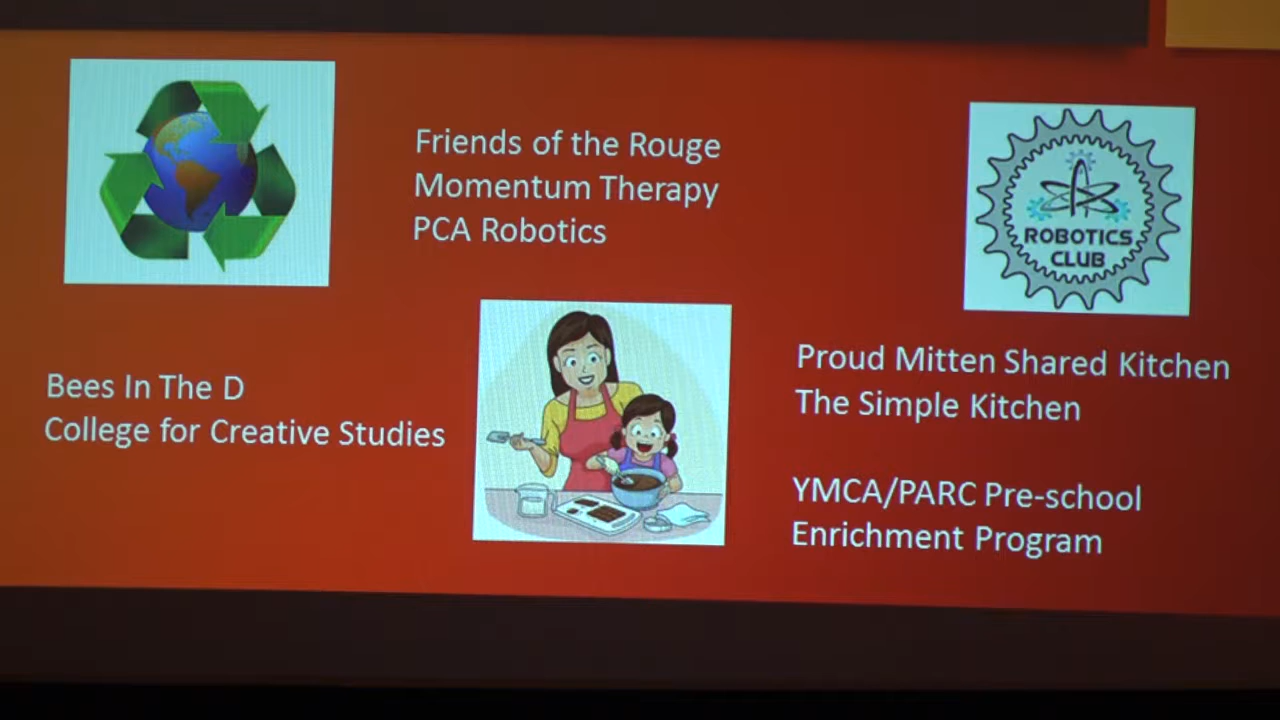 Friends of the Rouge
Momentum Therapy
PCA Robotics
ROBOTICS
CLUB
Bees In The D
College for Creative Studies
Proud Mitten Shared Kitchen
The Simple Kitchen
YMCA/PARC Pre-school
Enrichment Program